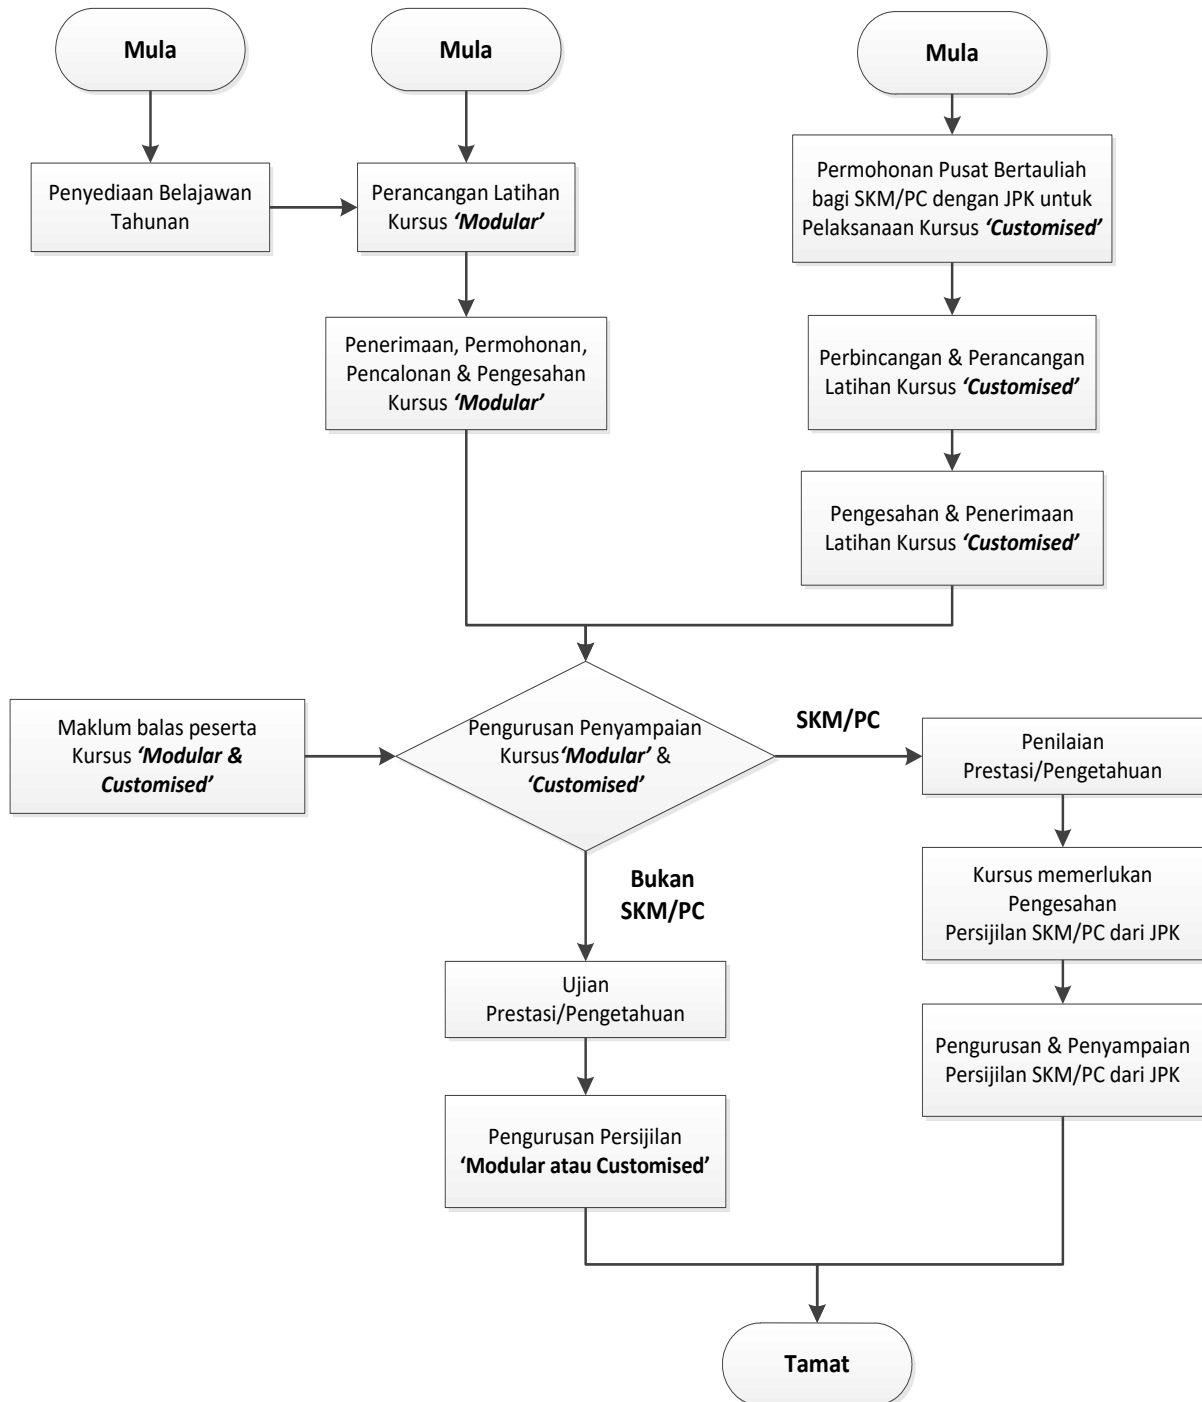 Mula
Mula
Mula
Penyediaan Belajawan
Tahunan
Perancangan Latihan
Kursus ‘Modular’
Permohonan Pusat Bertauliah
bagi SKM/PC dengan JPK untuk
Pelaksanaan Kursus ‘Customised’
Penerimaan, Permohonan,
Pencalonan & Pengesahan
Kursus ‘Modular’
Perbincangan & Perancangan
Latihan Kursus ‘Customised’
Pengesahan & Penerimaan
Latihan Kursus ‘Customised’
Maklum balas peserta
Kursus ‘Modular &
Customised’
Pengurusan Penyampaian
Kursus‘Modular’ &
‘Customised’
SKM/PC
Penilaian
Prestasi/Pengetahuan
Bukan
SKM/PC
Kursus memerlukan
Pengesahan
Persijilan SKM/PC dari JPK
Ujian
Prestasi/Pengetahuan
Pengurusan & Penyampaian
Persijilan SKM/PC dari JPK
Pengurusan Persijilan
‘Modular atau Customised’
Tamat